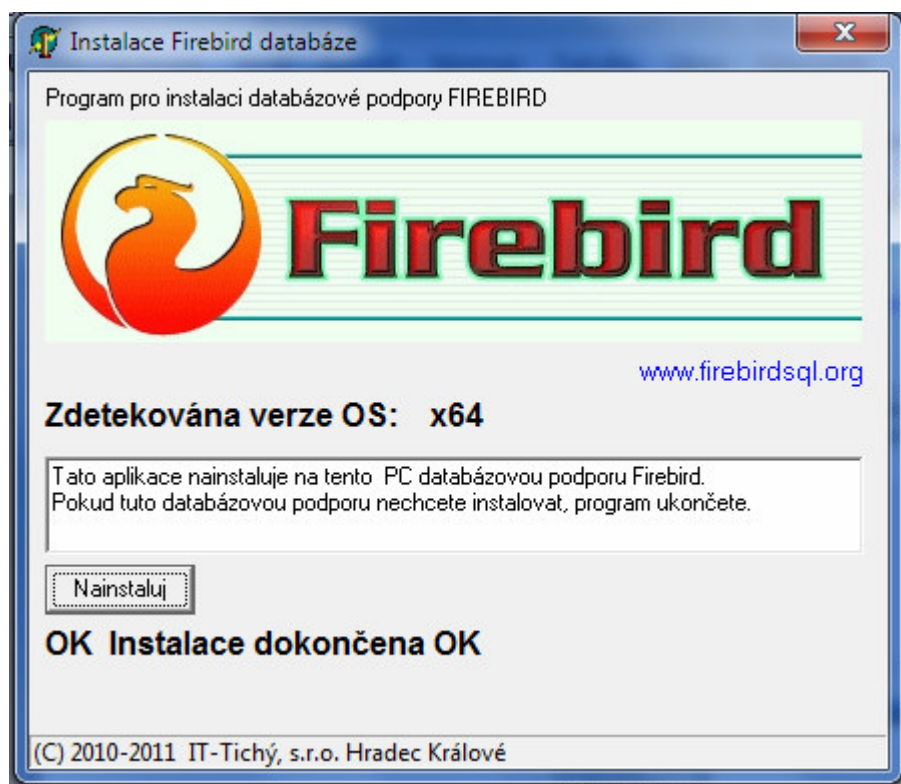 Instalace Firebird databáze
Program pro instalaci databázové podpory FIREBIRD
Firebird
www.firebirdsql.org
Zdetekována verze OS: x64
Tato aplikace nainstaluje na tento PC databázovou podporu Firebird.
Pokud tuto databázovou podporu nechcete instalovat, program ukončete.
Nainstaluj
OK Instalace dokončena OK
(C) 2010-2011 IT-Tichý, s.r.o. Hradec Králové